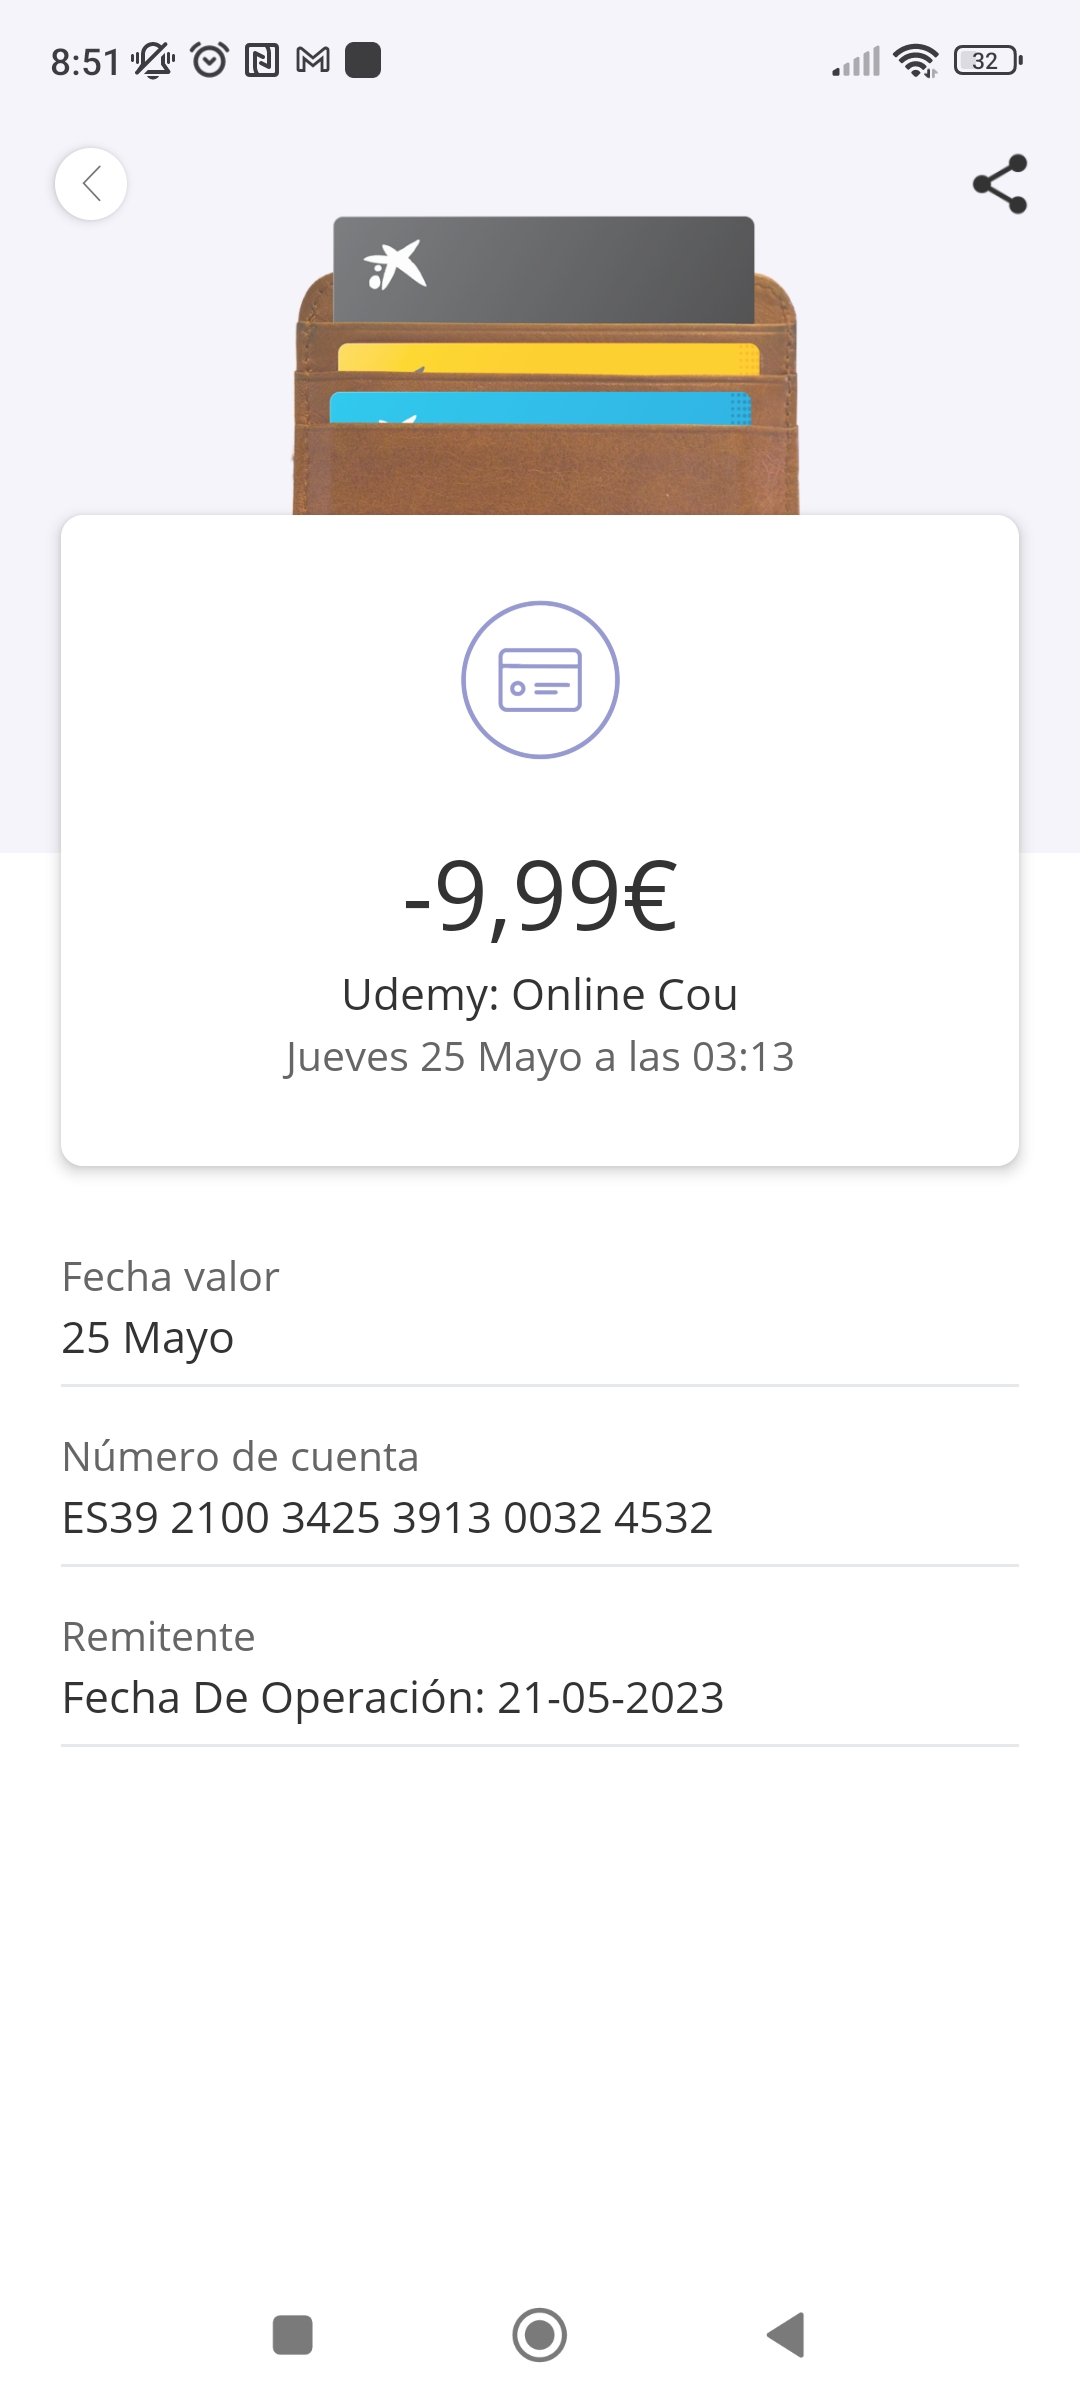 8:51
32
-9,99€
Udemy: Online Cou
Jueves 25 Mayo a las 03:13
Fecha valor
25 Mayo
Número de cuenta
ES39 2100 3425 3913 0032 4532
Remitente
Fecha De Operación: 21-05-2023